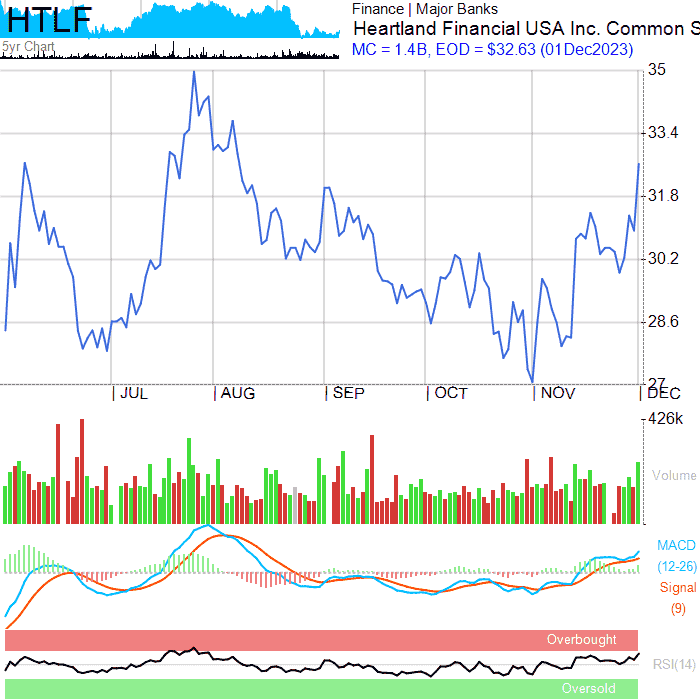 HTLF
5yr Chart
Finance | Major Banks
Heartland Financial USA Inc. Common S
MC = 1.4B, EOD = $32.63 (01Dec2023)
35
33.4
31.8
30.2
28.6
27
JUL AUG SEP OCT NOV DEC
426k
Volume
MACD
(12-26)
Signal
(9)
Overbought
RSI(14)
Oversold